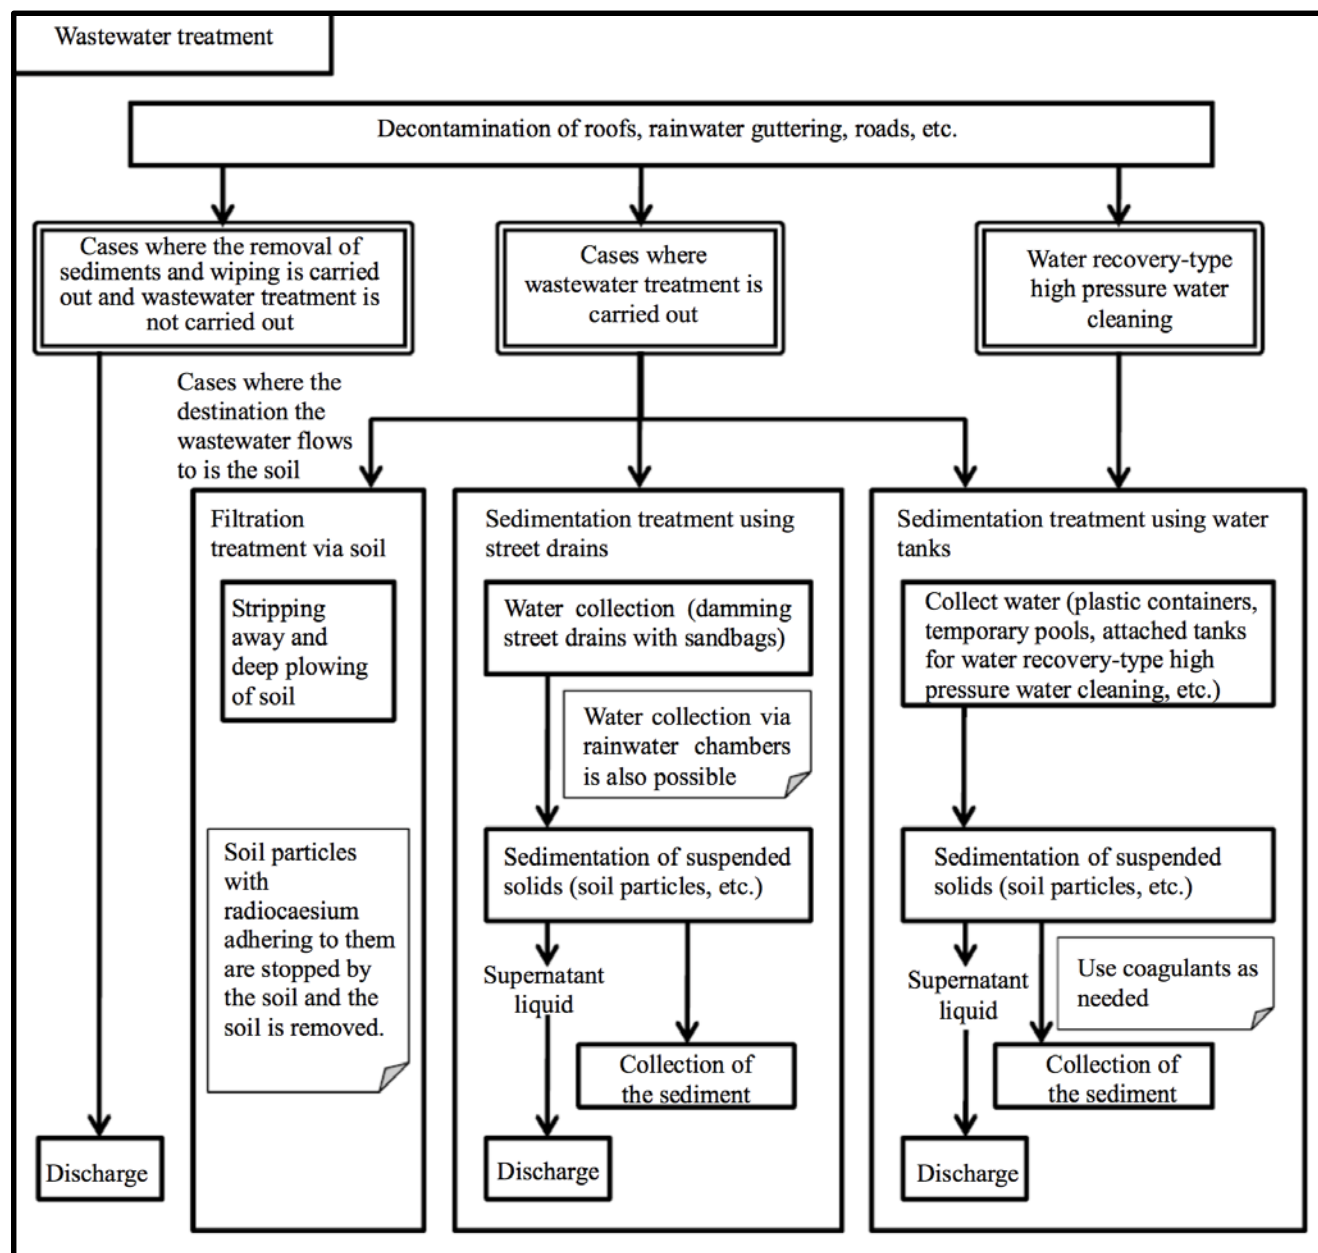 Wastewater treatment
Decontamination of roofs, rainwater guttering, roads, etc.
Cases where the removal of
sediments and wiping is carried
out and wastewater treatment is
not carried out
Cases where
wastewater treatment is
carried out
Water recovery-type
high pressure water
cleaning
Cases where the
destination the
wastewater flows
to is the soil
Filtration
treatment via soil
Stripping
away and
deep plowing
of soil
Soil particles
with
radiocaesium
adhering to them
are stopped by
the soil and the
soil is removed.
Sedimentation treatment using
street drains
Water collection (damming
street drains with sandbags)
Water collection via
rainwater chambers
is also possible
Sedimentation of suspended
solids (soil particles, etc.)
Supernatant
liquid
Collection of
the sediment
Discharge
Sedimentation treatment using water
tanks
Collect water (plastic containers,
temporary pools, attached tanks
for water recovery-type high
pressure water cleaning, etc.)
Sedimentation of suspended
solids (soil particles, etc.)
Use coagulants as
needed
Supernatant
liquid
Collection of
the sediment
Discharge
Discharge